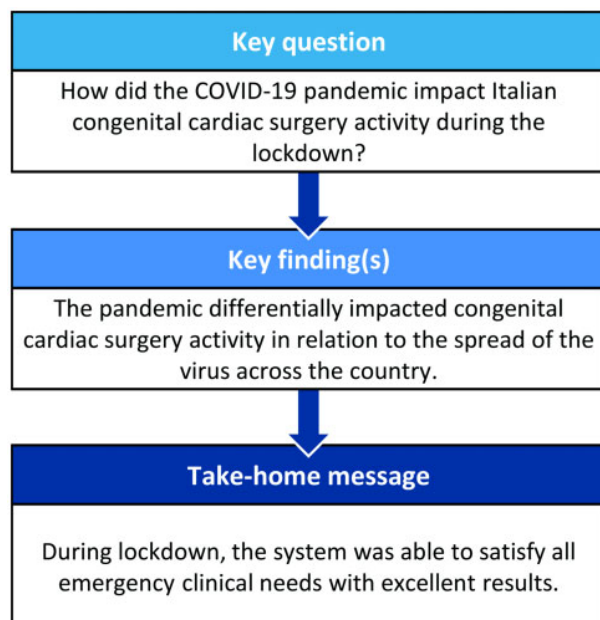 Key question
How did the COVID-19 pandemic impact Italian
congenital cardiac surgery activity during the
lockdown?
Key finding(s)
The pandemic differentially impacted congenital
cardiac surgery activity in relation to the spread of the
virus across the country.
Take-home message
During lockdown, the system was able to satisfy all
emergency clinical needs with excellent results.